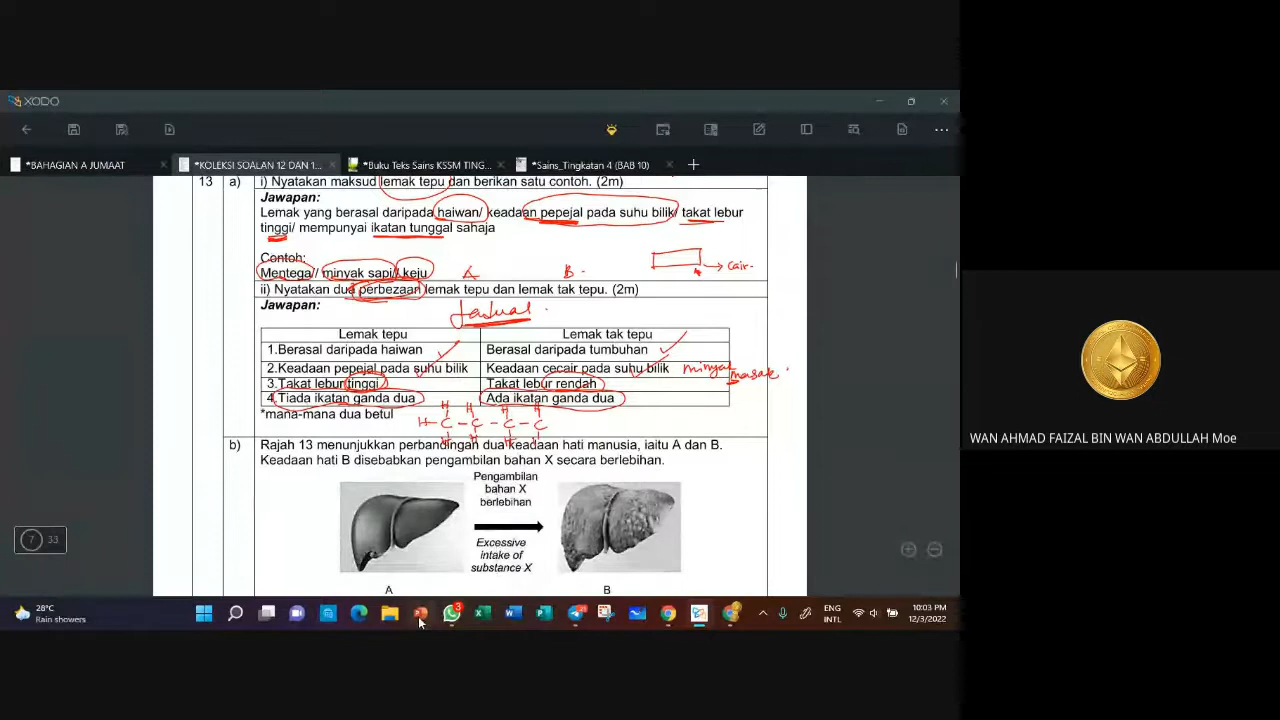 XODO
*BAHAGIAN A JUMAAT
*KOLEKSI SOALAN 12 DAN 1...
*Buku Teks Sains KSSM TING...
*Sains_Tingkatan 4 (BAB 10)
13 a) i) Nyatakan maksud lemak tepu dan berikan satu contoh. (2m)
Jawapan:
Lemak yang berasal daripada haiwan/ keadaan pepejal pada suhu bilik/ takat lebur
tinggi/ mempunyai ikatan tunggal sahaja
Contoh:
Mentega// minyak sapi// keju
A B
→ Cair
ii) Nyatakan dua perbezaan lemak tepu dan lemak tak tepu. (2m)
Jawapan:
Jadual
Lemak tepu Lemak tak tepu
1.Berasal daripada haiwan Berasal daripada tumbuhan
2.Keadaan pepejal pada suhu bilik Keadaan cecair pada suhu bilik
minyak masak
3.Takat lebur tinggi Takat lebur rendah
4.Tiada ikatan ganda dua Ada ikatan ganda dua
*mana-mana dua betul
H H H H
H - C - C - C - C
H H H H
b) Rajah 13 menunjukkan perbandingan dua keadaan hati manusia, iaitu A dan B.
Keadaan hati B disebabkan pengambilan bahan X secara berlebihan.
Pengambilan
bahan X
berlebihan
Excessive
intake of
substance X
A B
7 33
WAN AHMAD FAIZAL BIN WAN ABDULLAH Moe
28°C
Rain showers
3
ENG
INTL
10:03 PM
12/3/2022